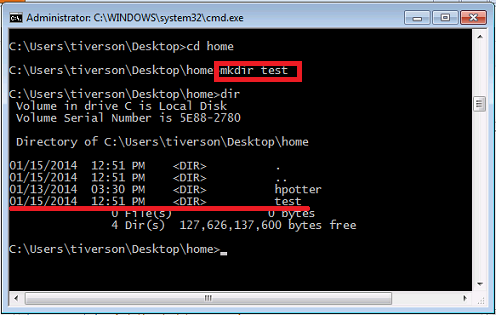 Administrator: C:\WINDOWS\system32\cmd.exe
C:\Users\tiverson\Desktop>cd home
C:\Users\tiverson\Desktop\home>mkdir test
C:\Users\tiverson\Desktop\home>dir
Volume in drive C is Local Disk
Volume Serial Number is 5E88-2780
Directory of C:\Users\tiverson\Desktop\home
01/15/2014 12:51 PM <DIR> .
01/15/2014 12:51 PM <DIR> ..
01/13/2014 03:30 PM <DIR> hpotter
01/15/2014 12:51 PM <DIR> test
0 File(s) 0 bytes
4 Dir(s) 127,626,137,600 bytes free
C:\Users\tiverson\Desktop\home>_